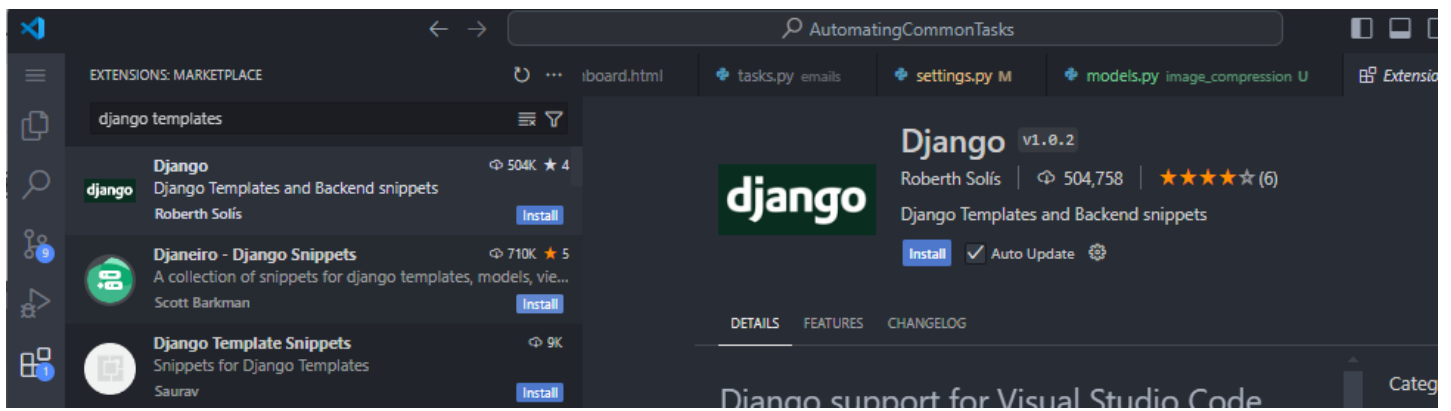 AutomatingCommonTasks
EXTENSIONS: MARKETPLACE
django templates
django
Django
504K ★ 4
Django Templates and Backend snippets
Roberth Solís
Install
Djaneiro - Django Snippets
710K ★ 5
A collection of snippets for django templates, models, vie...
Scott Barkman
Install
Django Template Snippets
9K
Snippets for Django Templates
Saurav
Install
9
1
board.html
tasks.py emails
settings.py M
models.py image_compression U
Extensio
django
Django v1.0.2
Roberth Solís | 504,758 | ★★★★☆ (6)
Django Templates and Backend snippets
Install Auto Update
DETAILS FEATURES CHANGELOG
Django support for Visual Studio Code
Categ